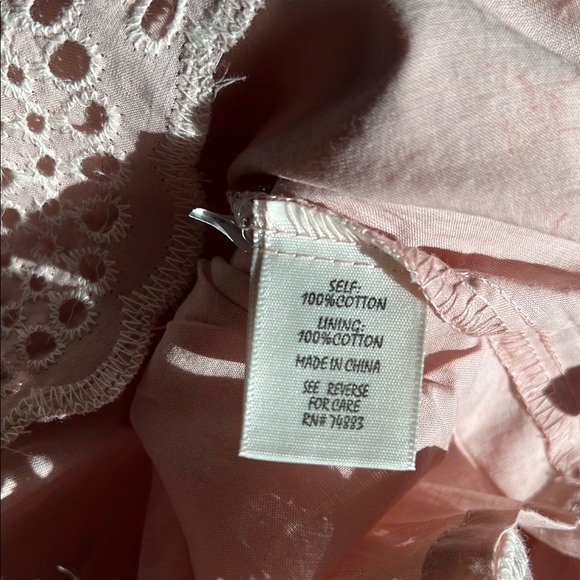 SELF:
100%COTTON
LINING:
100%COTTON
MADE IN CHINA
SEE REVERSE
FOR CARE
RN# 74883